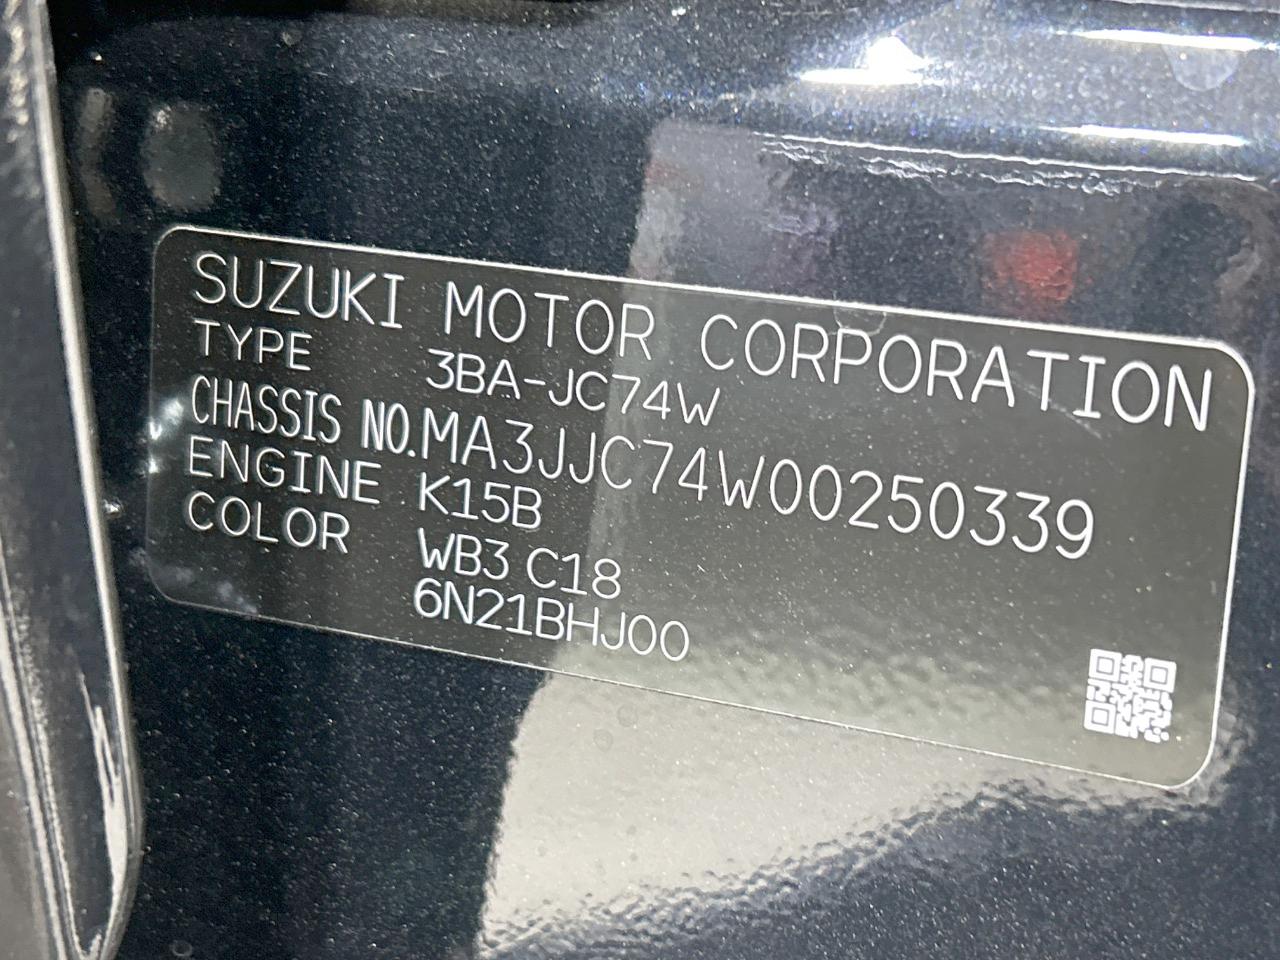 SUZUKI MOTOR CORPORATION
TYPE 3BA-JC74W
CHASSIS NO.MA3JJC74W00250339
ENGINE K15B
COLOR WB3 C18
6N21BHJ00